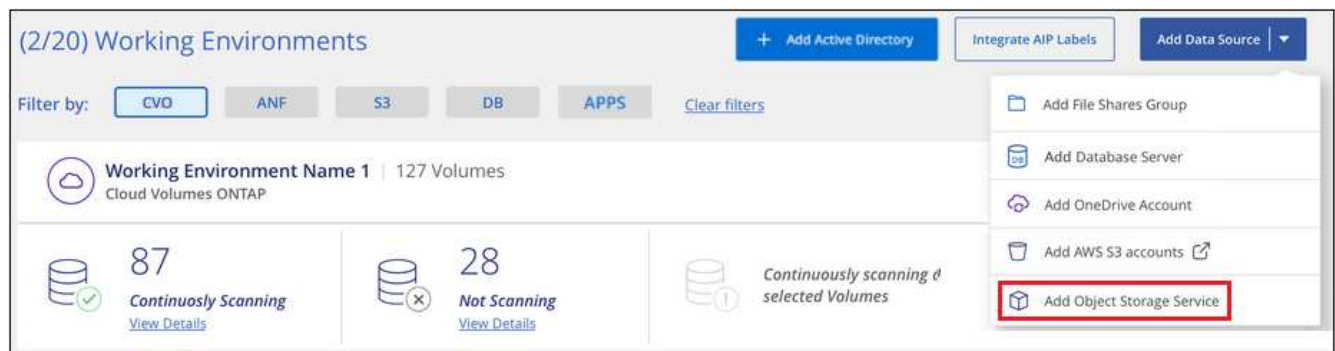 (2/20) Working Environments
+ Add Active Directory
Integrate AIP Labels
Add Data Source
Filter by:
CVO
ANF
S3
DB
APPS
Clear filters
Add File Shares Group
DB
Add Database Server
Add OneDrive Account
Add AWS S3 accounts
Add Object Storage Service
Working Environment Name 1 | 127 Volumes
Cloud Volumes ONTAP
87
Continuosly Scanning
View Details
28
Not Scanning
View Details
Continuously scanning
selected Volumes